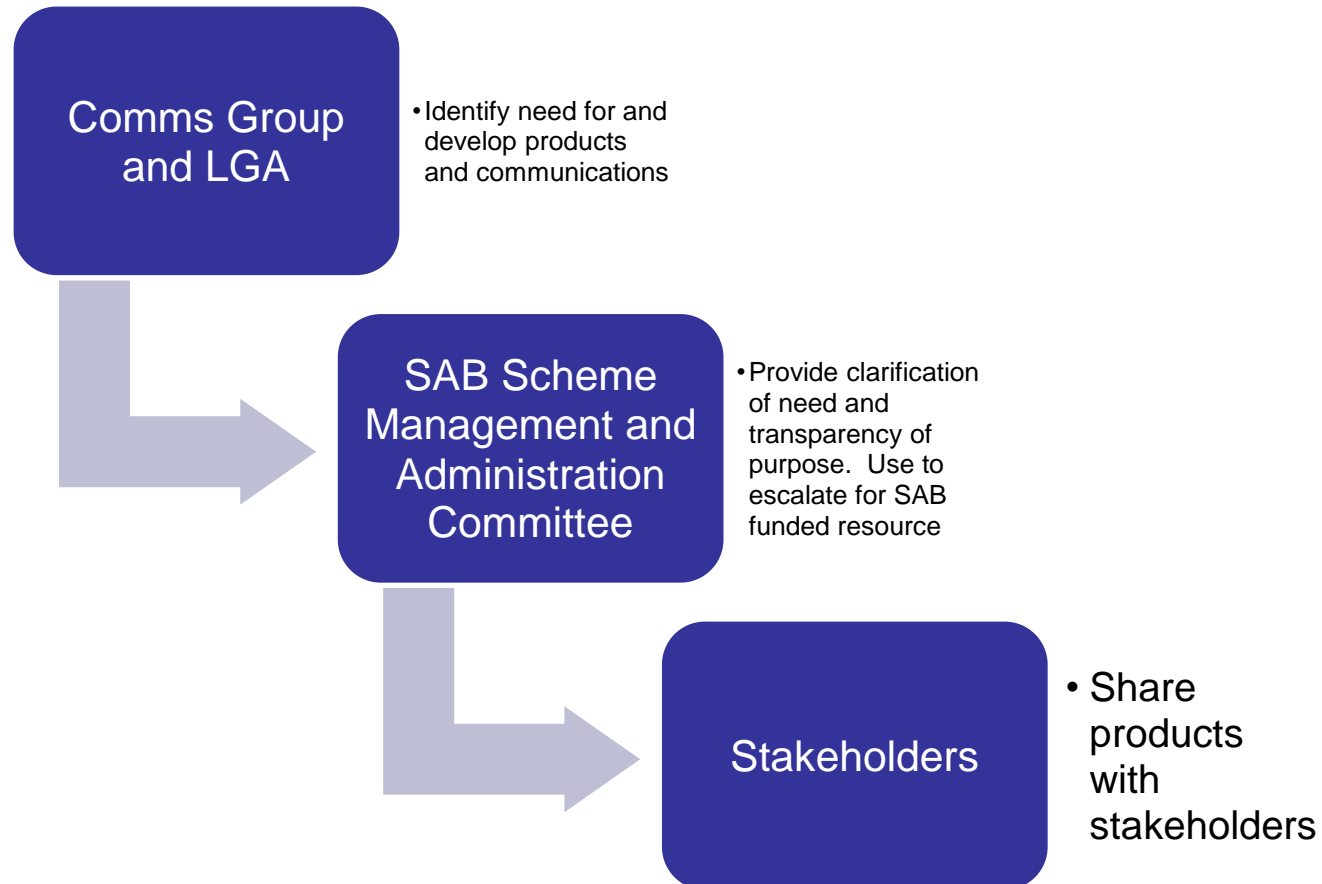 Comms Group
and LGA
•Identify need for and
develop products
and communications
SAB Scheme
Management and
Administration
Committee
•Provide clarification
of need and
transparency of
purpose.  Use to
escalate for SAB
funded resource
Stakeholders
• Share
products
with
stakeholders